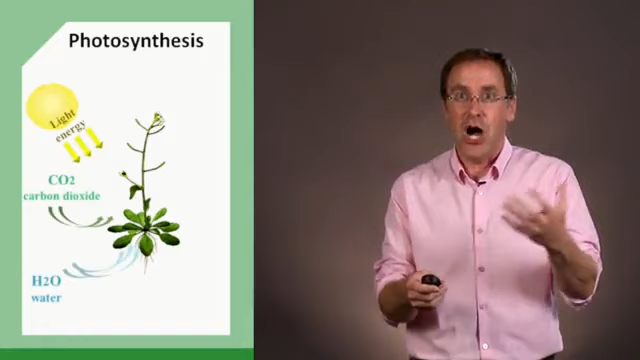 Photosynthesis
Light
energy
CO2
carbon dioxide
H2O
water